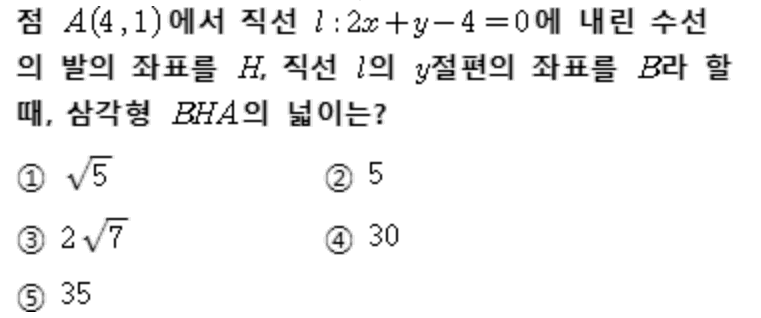 점 A(4,1)에서 직선 l:2x+y-4=0에 내린 수선
의 발의 좌표를 H, 직선 l의 y절편의 좌표를 B라 할
때, 삼각형 BHA의 넓이는?
① √5 ② 5
③ 2√7 ④ 30
⑤ 35